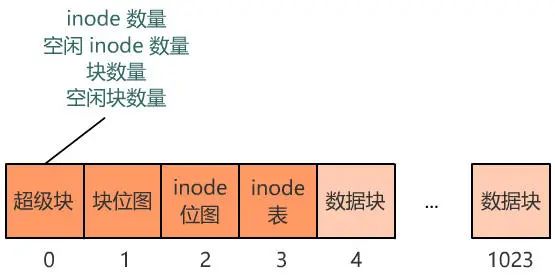 inode 数量
空闲 inode 数量
块数量
空闲块数量
超级块
块位图
inode
位图
inode
表
数据块
...
数据块
0
1
2
3
4
1023